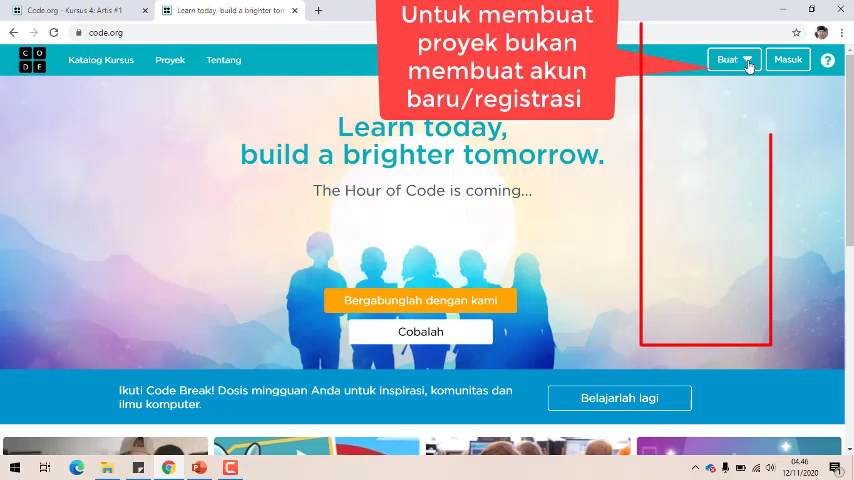 Code.org - Kursus 4: Artis #1
Learn today, build a brighter tom
code.org
Untuk membuat
proyek bukan
membuat akun
baru/registrasi
CODE
Katalog Kursus
Proyek
Tentang
Buat
Masuk
?
Learn today,
build a brighter tomorrow.
The Hour of Code is coming...
Bergabunglah dengan kami
Cobalah
Ikuti Code Break! Dosis mingguan Anda untuk inspirasi, komunitas dan
ilmu komputer.
Belajarlah lagi
04.46
12/11/2020